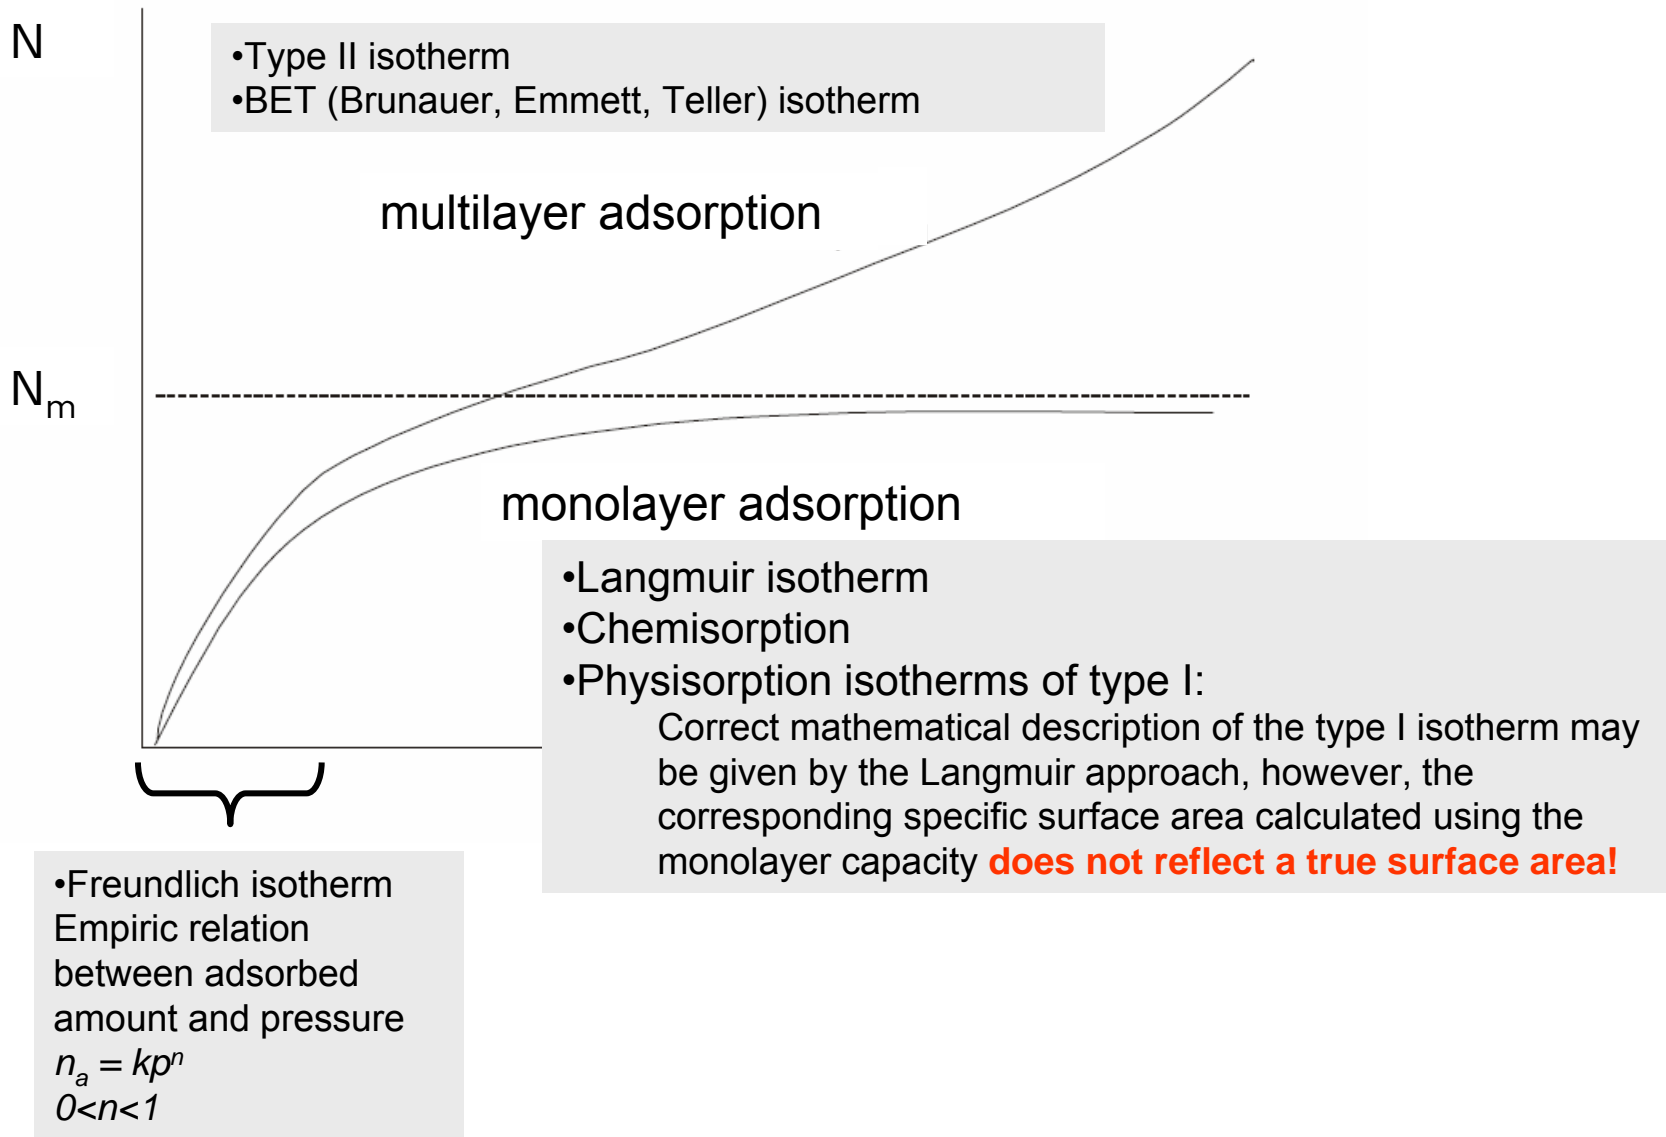 N
•Type II isotherm
•BET (Brunauer, Emmett, Teller) isotherm
multilayer adsorption
Nm
monolayer adsorption
•Langmuir isotherm
•Chemisorption
•Physisorption isotherms of type I:
Correct mathematical description of the type I isotherm may
be given by the Langmuir approach, however, the
corresponding specific surface area calculated using the
monolayer capacity does not reflect a true surface area!
•Freundlich isotherm
Empiric relation
between adsorbed
amount and pressure
nₐ = kpⁿ
0<n<1